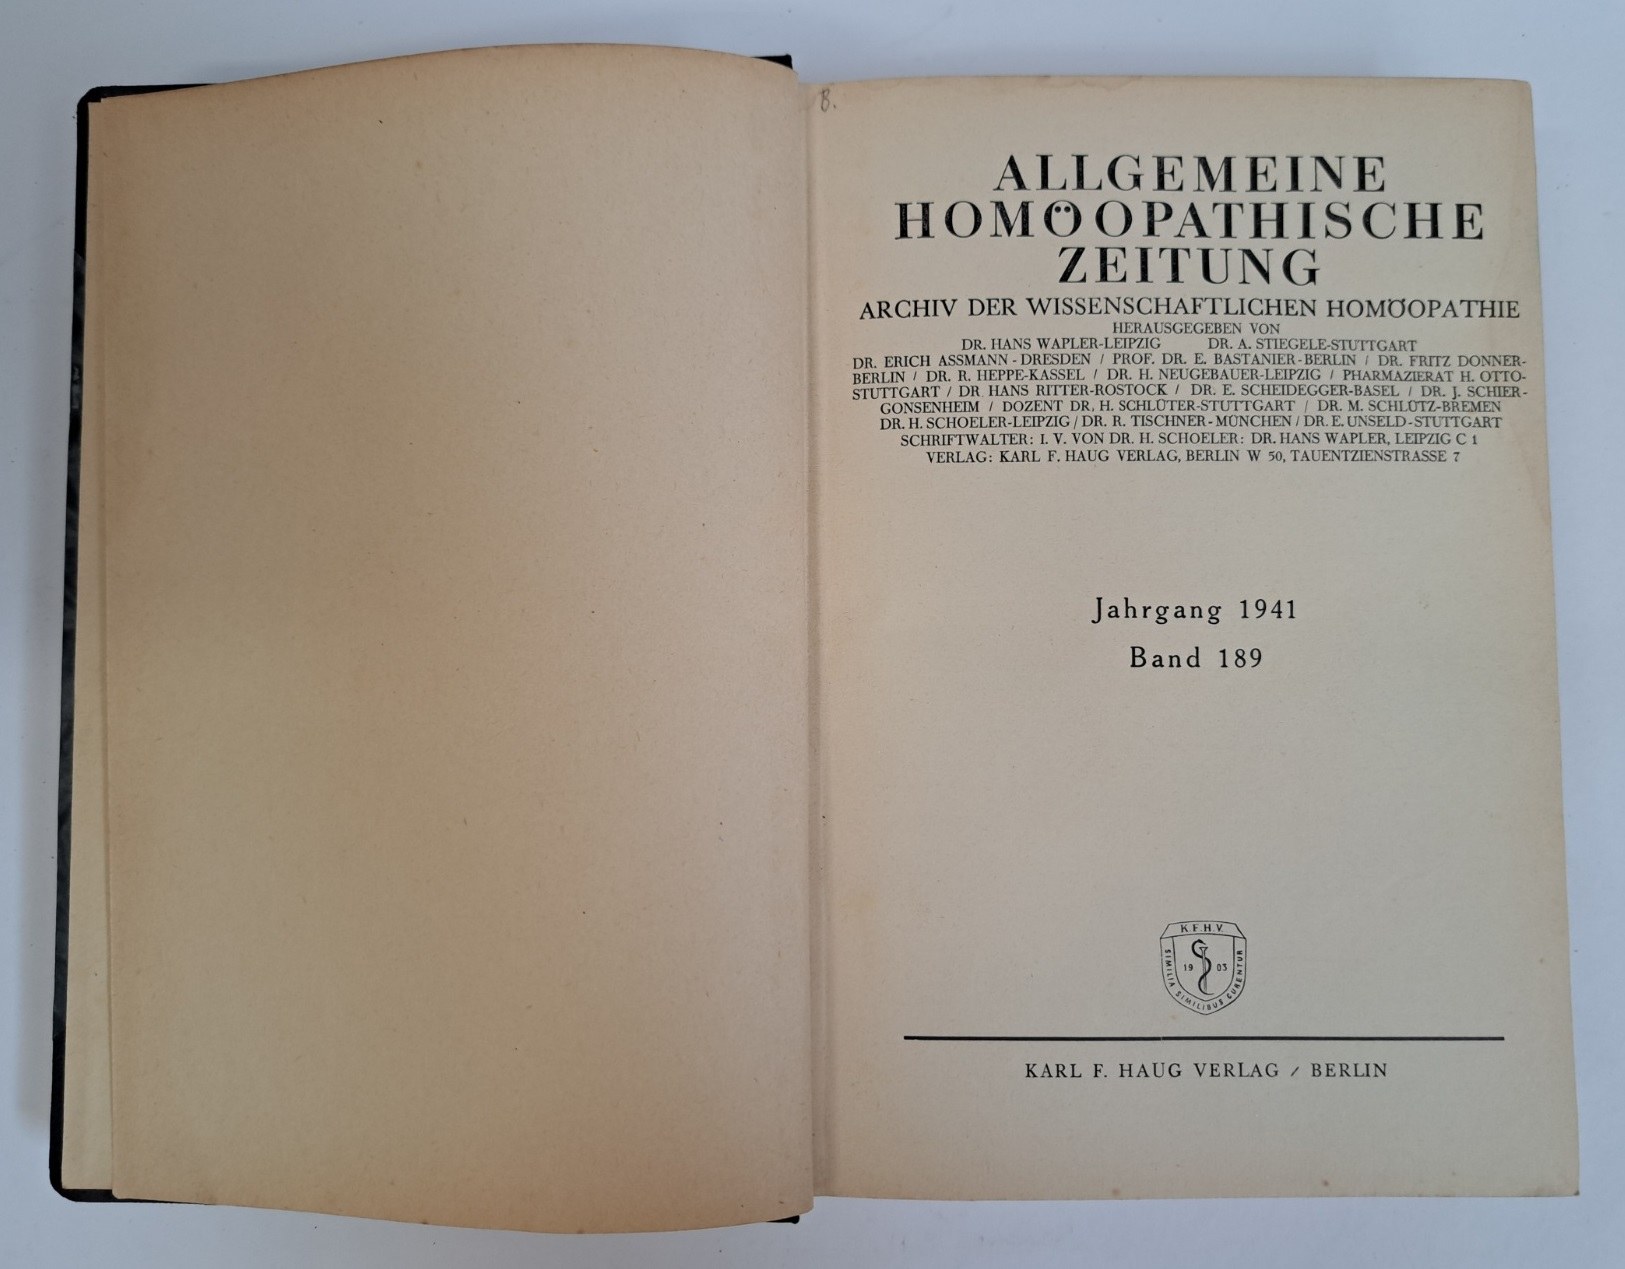 B.
ALLGEMEINE
HOMÖOPATHISCHE
ZEITUNG
ARCHIV DER WISSENSCHAFTLICHEN HOMÖOPATHIE
HERAUSGEGEBEN VON
DR. HANS WAPLER-LEIPZIG DR. A. STIEGELE-STUTTGART
DR. ERICH ASSMANN - DRESDEN / PROF. DR. E. BASTANIER-BERLIN / DR. FRITZ DONNER-
BERLIN / DR. R. HEPPE-KASSEL / DR. H. NEUGEBAUER-LEIPZIG / PHARMAZIERAT H. OTTO-
STUTTGART / DR. HANS RITTER-ROSTOCK / DR. E. SCHEIDEGGER-BASEL / DR. J. SCHIER-
GONSENHEIM / DOZENT DR. H. SCHLÜTER-STUTTGART / DR. M. SCHLÜTZ-BREMEN
DR. H. SCHOELER-LEIPZIG / DR. R. TISCHNER-MÜNCHEN / DR. E. UNSELD-STUTTGART
SCHRIFTWALTER: I. V. VON DR. H. SCHOELER: DR. HANS WAPLER, LEIPZIG C 1
VERLAG: KARL F. HAUG VERLAG, BERLIN W 50, TAUENTZIENSTRASSE 7
Jahrgang 1941
Band 189
K. F. H. V.
19 03
SIMILIA SIMILIBUS CURENTUR
KARL F. HAUG VERLAG / BERLIN